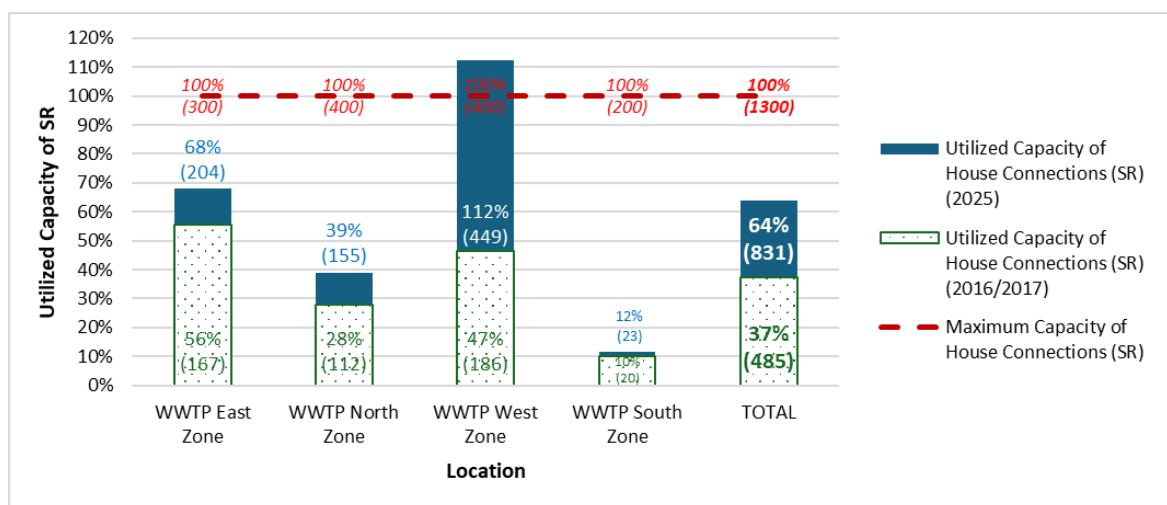 120%
110%
100%
90%
80%
70%
60%
50%
40%
30%
20%
10%
0%
Utilized Capacity of SR
100%
(300)
100%
(400)
100%
(400)
100%
(200)
100%
(1300)
68%
(204)
39%
(155)
112%
(449)
12%
(23)
64%
(831)
56%
(167)
28%
(112)
47%
(186)
10%
(20)
37%
(485)
WWTP East
Zone
WWTP North
Zone
WWTP West
Zone
WWTP South
Zone
TOTAL
Location
Utilized Capacity of
House Connections (SR)
(2025)
Utilized Capacity of
House Connections (SR)
(2016/2017)
Maximum Capacity of
House Connections (SR)